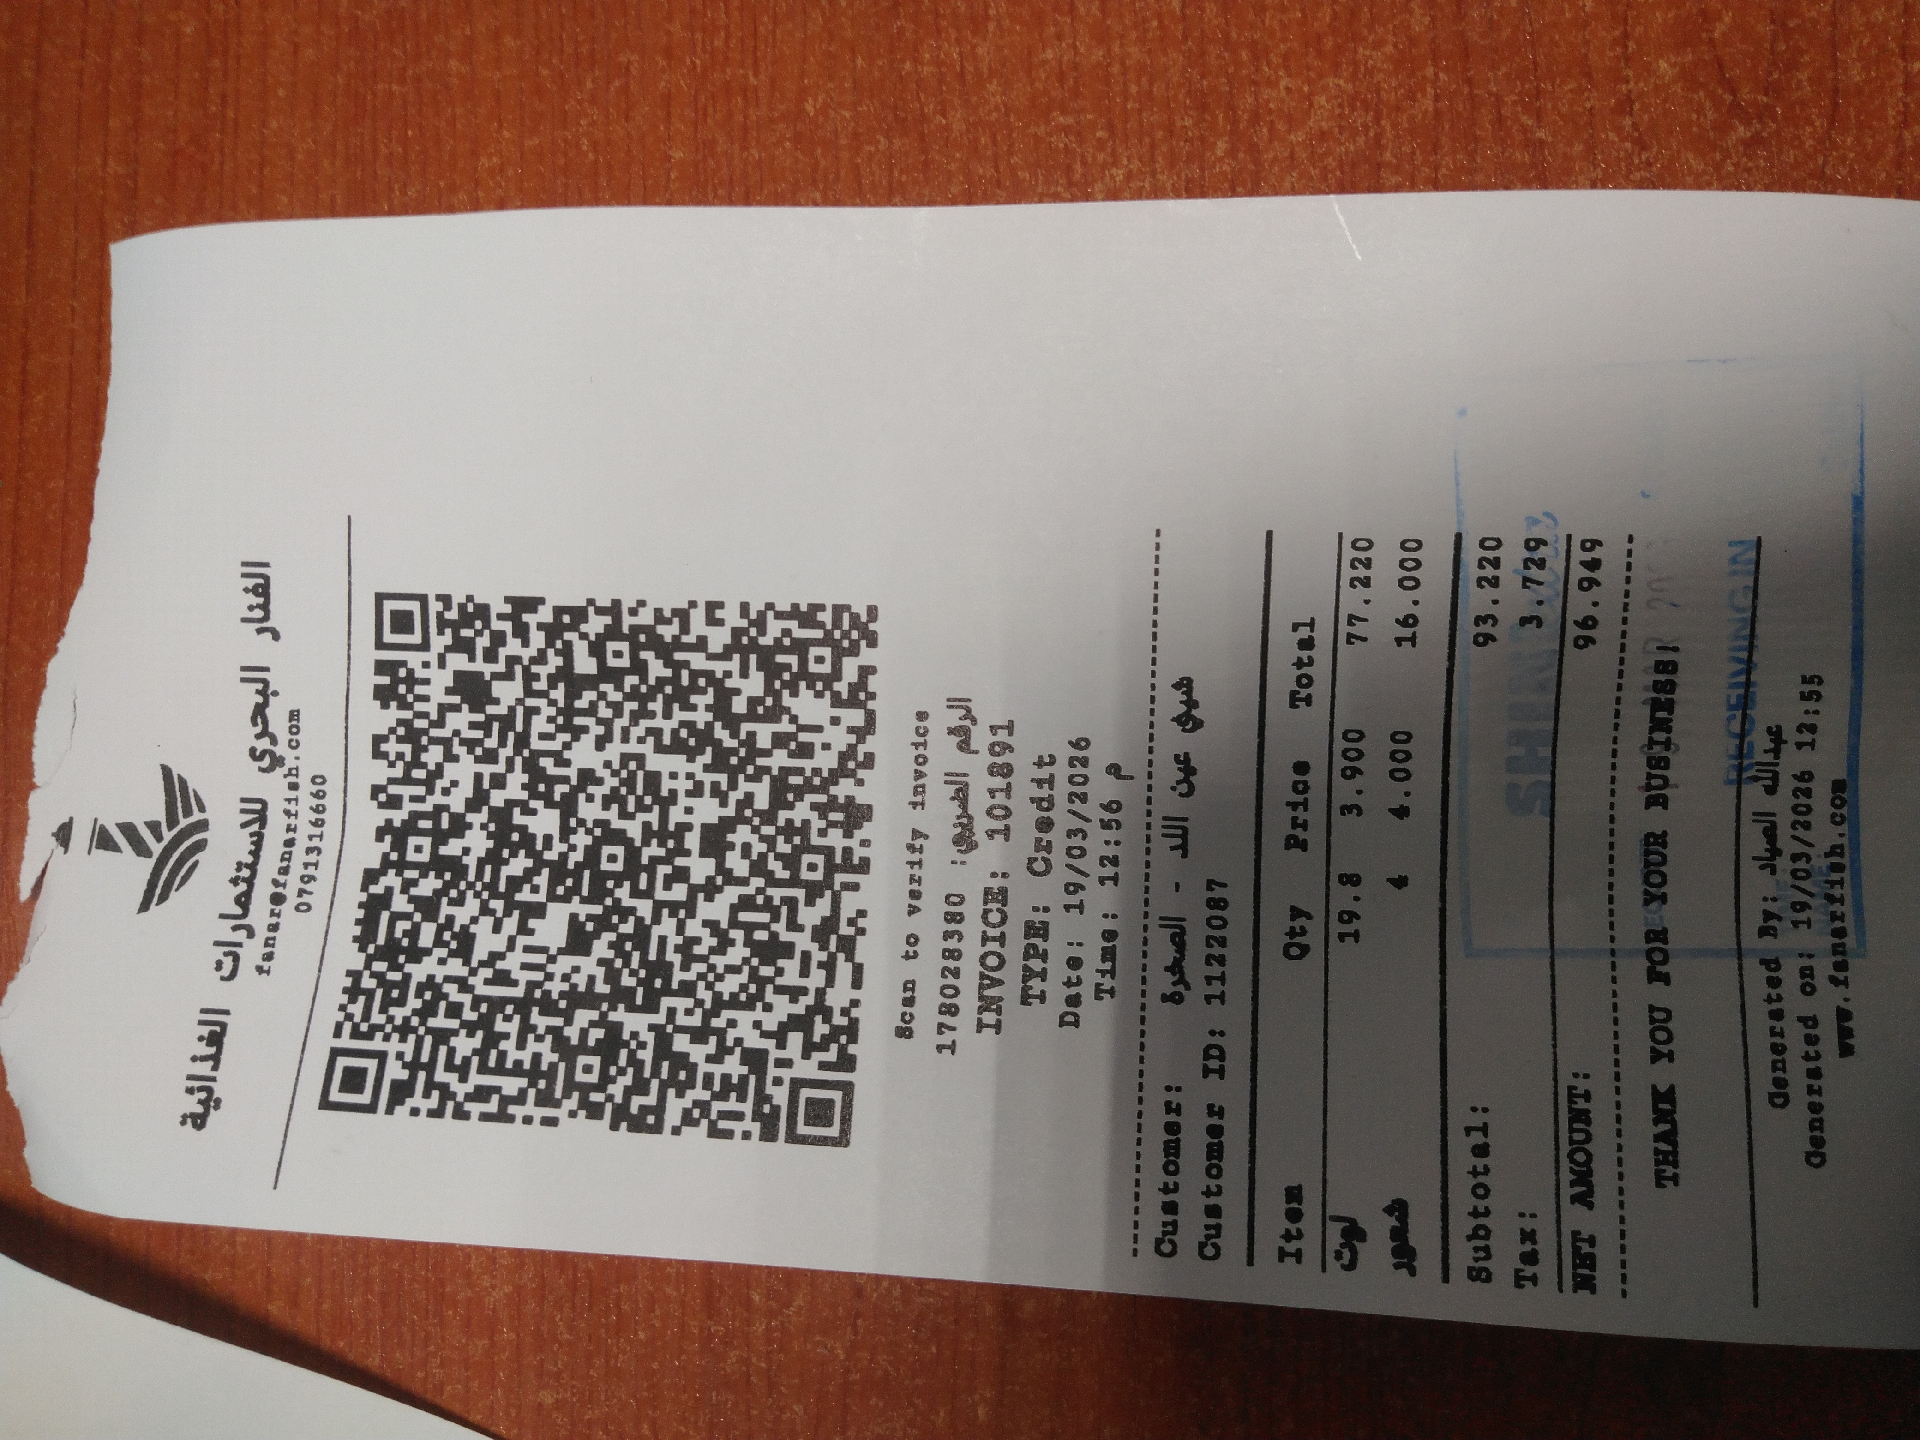 الفنار البحري للاستثمارات الغذائية
fanar@fanarfish.com
0791316660
Scan to verify invoice
الرقم الضريبي: 178028380
INVOICE: 101891
TYPE: Credit
Date: 19/03/2026
Time: 12:56 م
Customer: شيني عبن اللد - الصخرة
Customer ID: 1122087
Item Qty Price Total
لوت 19.8 3.900 77.220
شعور 4 4.000 16.000
Subtotal: 93.220
Tax: 3.729
NET AMOUNT: 96.949
THANK YOU FOR YOUR BUSINESS!
RECEIVING IN
Generated By: عبدالله الصياد
Generated on: 19/03/2026 12:55
www.fanarfish.com